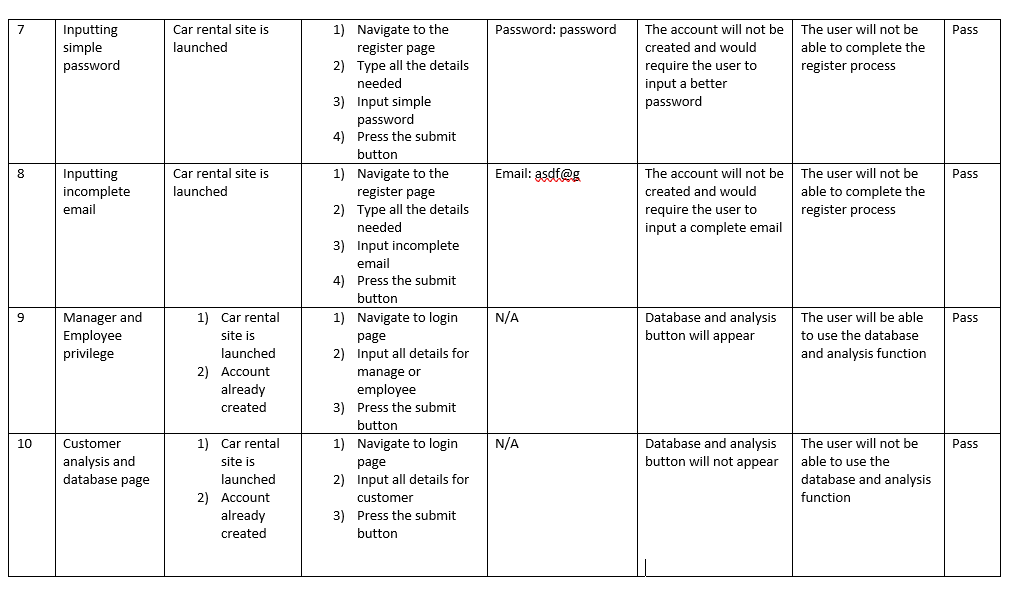 7
Inputting
simple
password
Car rental site is
launched
1) Navigate to the
register page
2) Type all the details
needed
3) Input simple
password
4) Press the submit
button
Password: password
The account will not be
created and would
require the user to
input a better
password
The user will not be
able to complete the
register process
Pass
8
Inputting
incomplete
email
Car rental site is
launched
1) Navigate to the
register page
2) Type all the details
needed
3) Input incomplete
email
4) Press the submit
button
Email: asdf@g
The account will not be
created and would
require the user to
input a complete email
The user will not be
able to complete the
register process
Pass
9
Manager and
Employee
privilege
1) Car rental
site is
launched
2) Account
already
created
1) Navigate to login
page
2) Input all details for
manage or
employee
3) Press the submit
button
N/A
Database and analysis
button will appear
The user will be able
to use the database
and analysis function
Pass
10
Customer
analysis and
database page
1) Car rental
site is
launched
2) Account
already
created
1) Navigate to login
page
2) Input all details for
customer
3) Press the submit
button
N/A
Database and analysis
button will not appear
The user will not be
able to use the
database and analysis
function
Pass